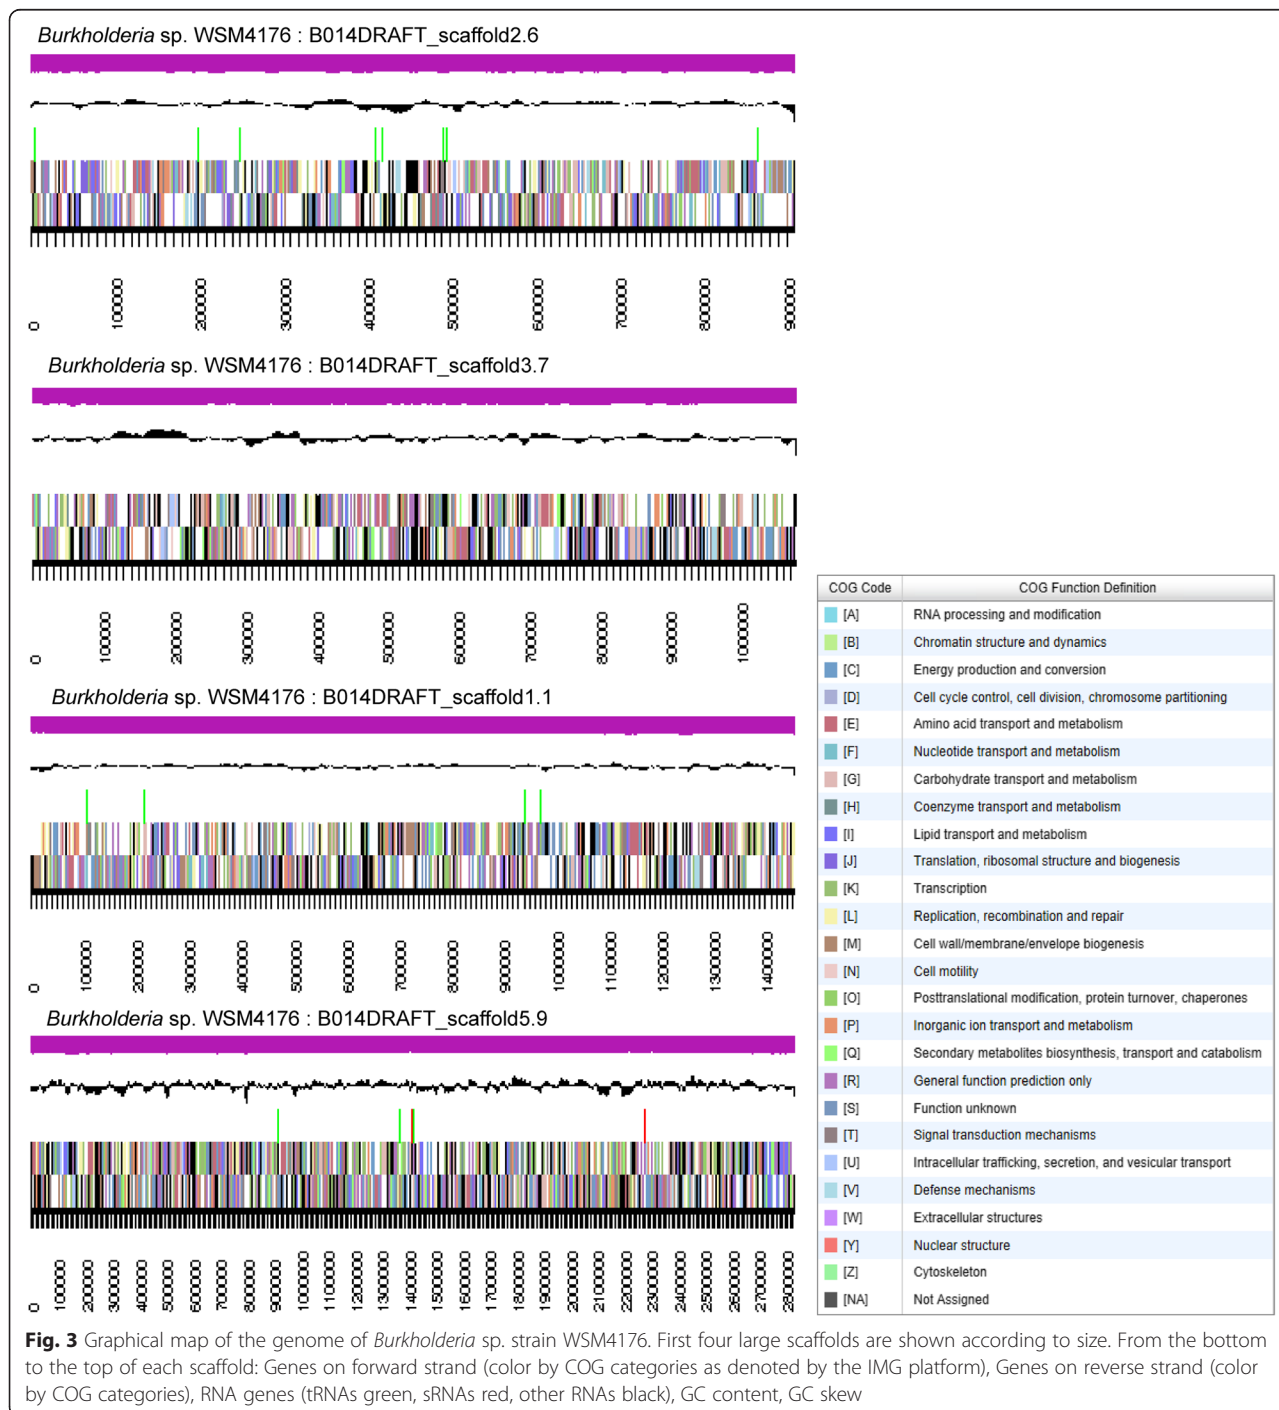 Burkholderia sp. WSM4176 : B014DRAFT_scaffold2.6
0 1000000 2000000 3000000 4000000 5000000 6000000 7000000 8000000 9000000
Burkholderia sp. WSM4176 : B014DRAFT_scaffold3.7
0 100000 200000 300000 400000 500000 600000 700000 800000 900000 1000000
Burkholderia sp. WSM4176 : B014DRAFT_scaffold1.1
0 100000 200000 300000 400000 500000 600000 700000 800000 900000 1000000 1100000 1200000 1300000 1400000
Burkholderia sp. WSM4176 : B014DRAFT_scaffold5.9
0 100000 200000 300000 400000 500000 600000 700000 800000 900000 1000000 1100000 1200000 1300000 1400000 1500000 1600000 1700000 1800000 1900000 2000000 2100000 2200000 2300000 2400000 2500000 2600000 2700000 2800000
COG Code COG Function Definition
[A] RNA processing and modification
[B] Chromatin structure and dynamics
[C] Energy production and conversion
[D] Cell cycle control, cell division, chromosome partitioning
[E] Amino acid transport and metabolism
[F] Nucleotide transport and metabolism
[G] Carbohydrate transport and metabolism
[H] Coenzyme transport and metabolism
[I] Lipid transport and metabolism
[J] Translation, ribosomal structure and biogenesis
[K] Transcription
[L] Replication, recombination and repair
[M] Cell wall/membrane/envelope biogenesis
[N] Cell motility
[O] Posttranslational modification, protein turnover, chaperones
[P] Inorganic ion transport and metabolism
[Q] Secondary metabolites biosynthesis, transport and catabolism
[R] General function prediction only
[S] Function unknown
[T] Signal transduction mechanisms
[U] Intracellular trafficking, secretion, and vesicular transport
[V] Defense mechanisms
[W] Extracellular structures
[Y] Nuclear structure
[Z] Cytoskeleton
[NA] Not Assigned
Fig. 3 Graphical map of the genome of Burkholderia sp. strain WSM4176. First four large scaffolds are shown according to size. From the bottom
to the top of each scaffold: Genes on forward strand (color by COG categories as denoted by the IMG platform), Genes on reverse strand (color
by COG categories), RNA genes (tRNAs green, sRNAs red, other RNAs black), GC content, GC skew